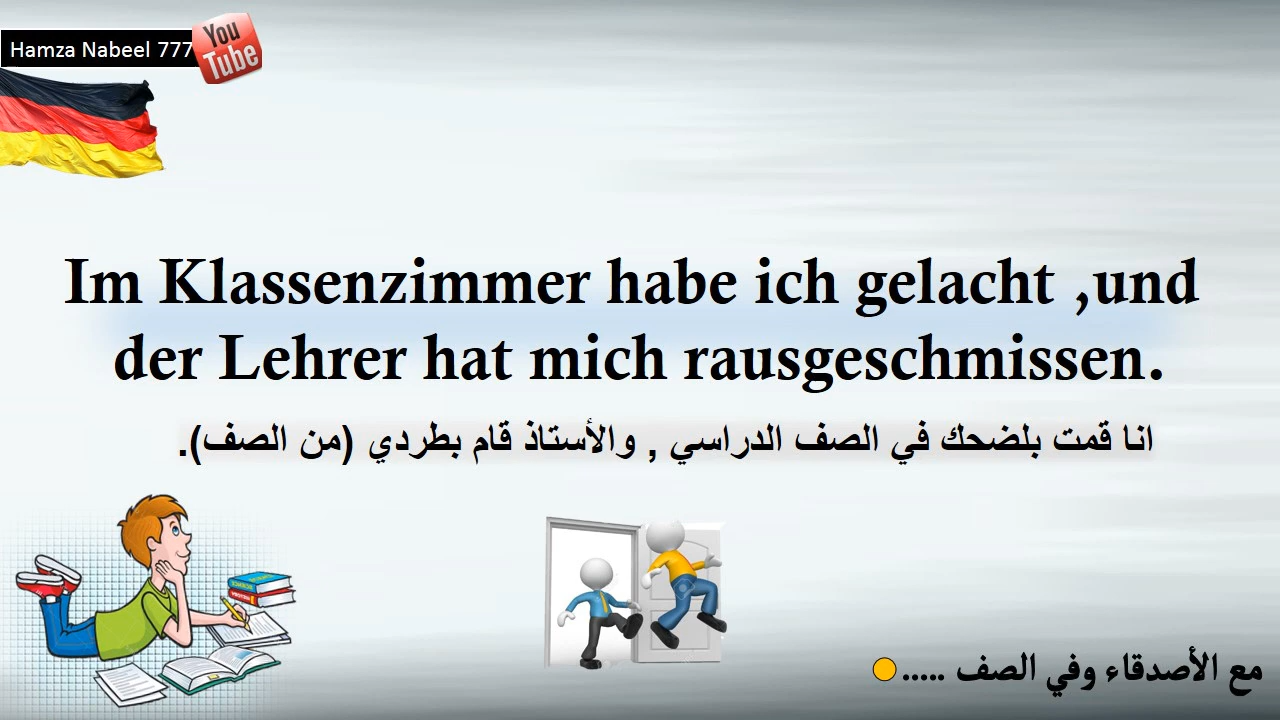 Hamza Nabeel 777
You
Tube
Im Klassenzimmer habe ich gelacht ,und
der Lehrer hat mich rausgeschmissen.
انا قمت بلضحك في الصف الدراسي , والأستاذ قام بطردي (من الصف).
مع الأصدقاء وفي الصف .....